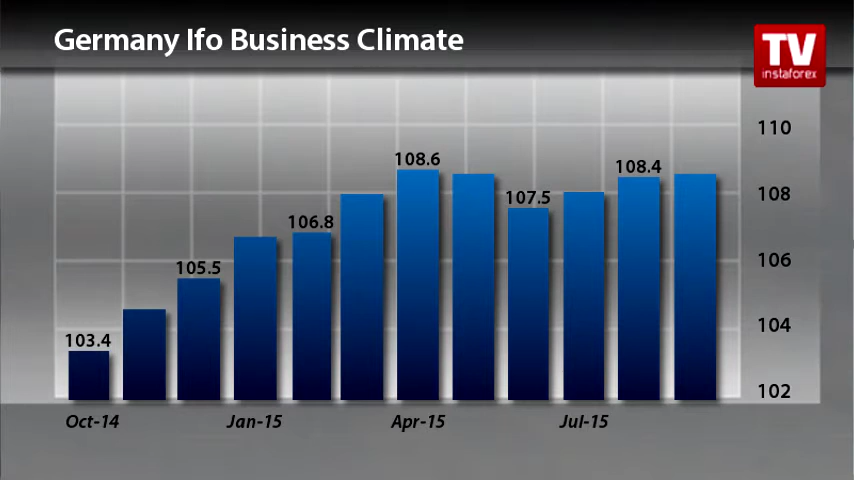 Germany Ifo Business Climate
TV
instaforex
110
108
106
104
102
103.4
105.5
106.8
108.6
107.5
108.4
Oct-14
Jan-15
Apr-15
Jul-15